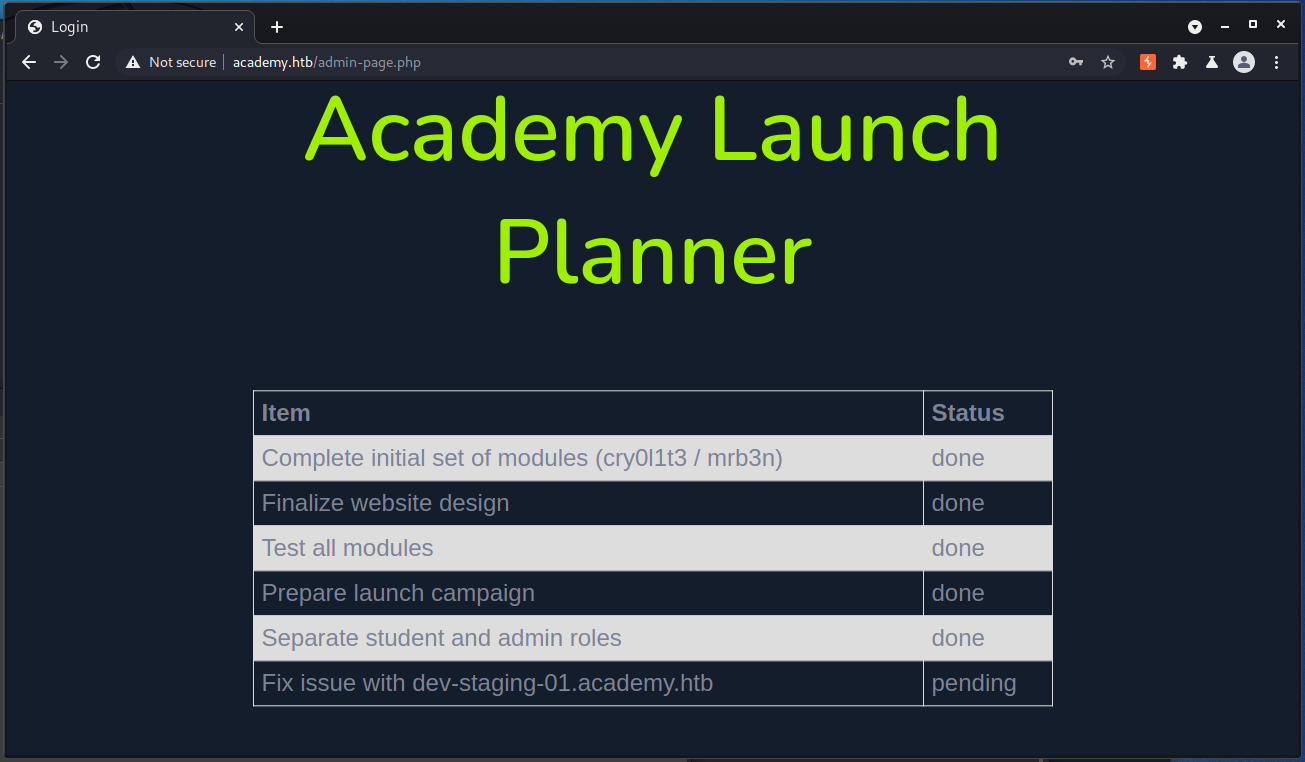 Login
Not secure academy.htb/admin-page.php
Academy Launch
Planner
Item Status
Complete initial set of modules (cry0l1t3 / mrb3n) done
Finalize website design done
Test all modules done
Prepare launch campaign done
Separate student and admin roles done
Fix issue with dev-staging-01.academy.htb pending